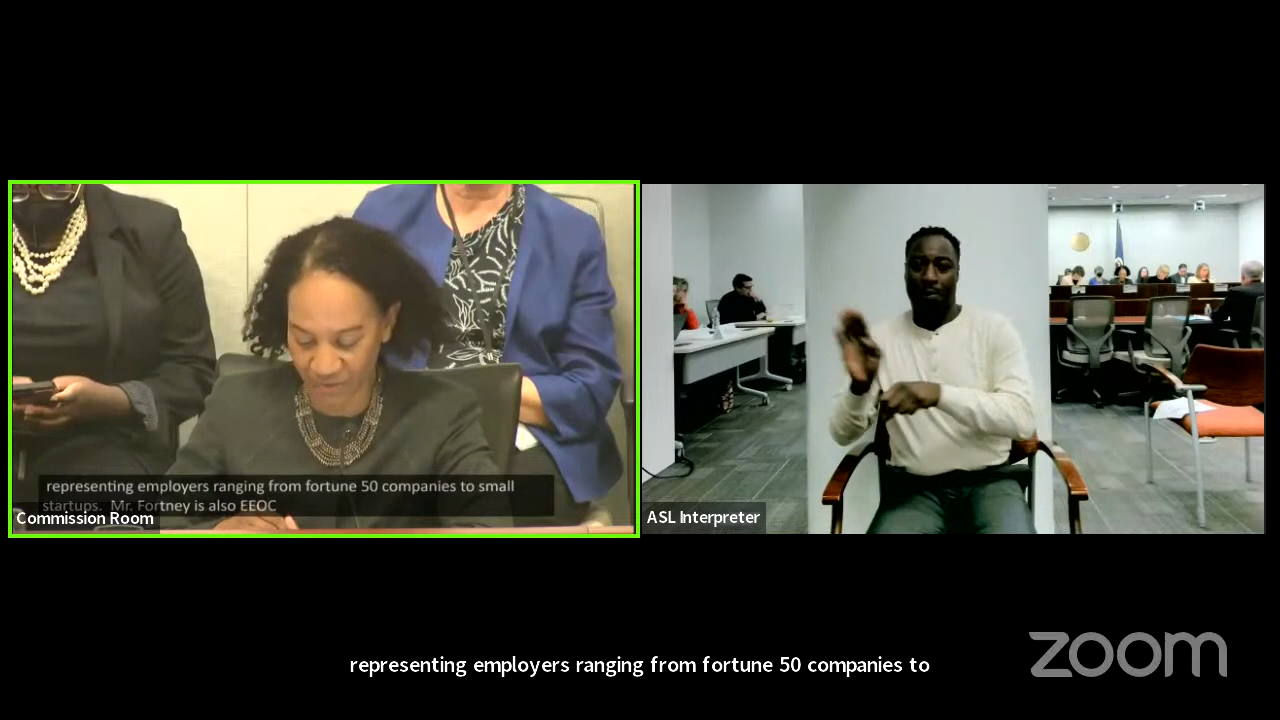 representing employers ranging from fortune 50 companies to small
startups. Mr. Fortney is also EEOC
Commission Room
ASL Interpreter
representing employers ranging from fortune 50 companies to
zoom